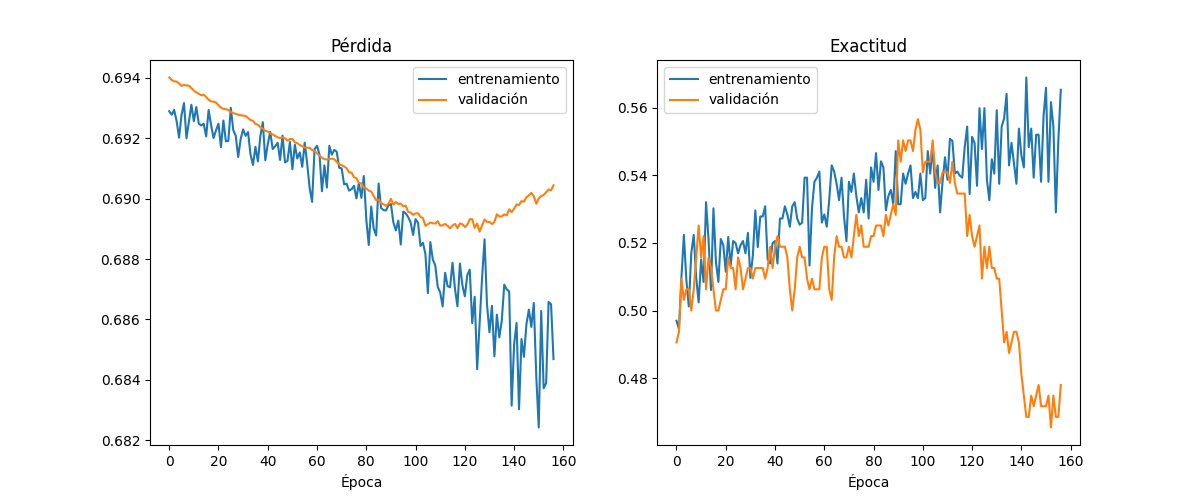 Pérdida
0.694
0.692
0.690
0.688
0.686
0.684
0.682
0 20 40 60 80 100 120 140 160
Época
entrenamiento
validación
Exactitud
0.56
0.54
0.52
0.50
0.48
0 20 40 60 80 100 120 140 160
Época
entrenamiento
validación